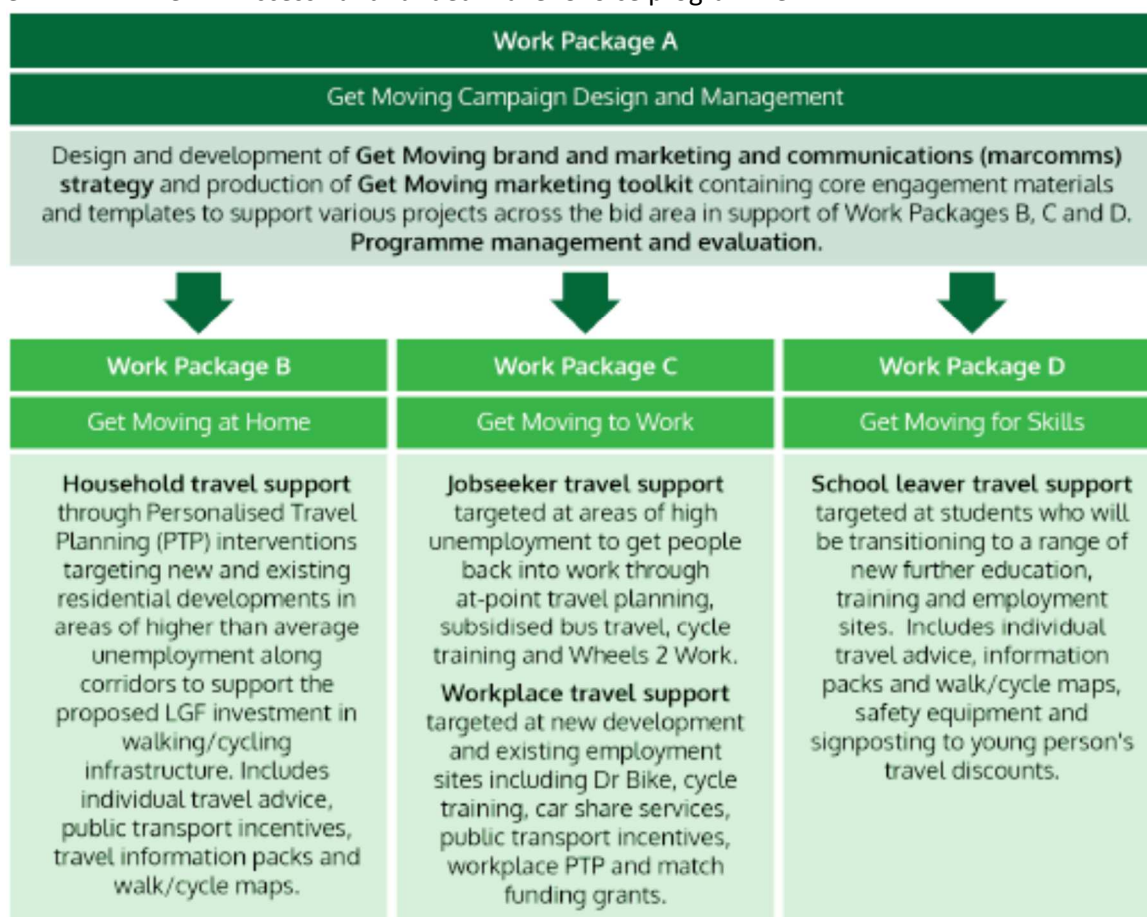 Work Package A
Get Moving Campaign Design and Management
Design and development of Get Moving brand and marketing and communications (marcomms)
strategy and production of Get Moving marketing toolkit containing core engagement materials
and templates to support various projects across the bid area in support of Work Packages B, C and D.
Programme management and evaluation.
Work Package B
Get Moving at Home
Household travel support
through Personalised Travel
Planning (PTP) interventions
targeting new and existing
residential developments in
areas of higher than average
unemployment along
corridors to support the
proposed LGF investment in
walking/cycling
infrastructure. Includes
individual travel advice,
public transport incentives,
travel information packs and
walk/cycle maps.
Work Package C
Get Moving to Work
Jobseeker travel support
targeted at areas of high
unemployment to get people
back into work through
at-point travel planning,
subsidised bus travel, cycle
training and Wheels 2 Work.
Workplace travel support
targeted at new development
and existing employment
sites including Dr Bike, cycle
training, car share services,
public transport incentives,
workplace PTP and match
funding grants.
Work Package D
Get Moving for Skills
School leaver travel support
targeted at students who will
be transitioning to a range of
new further education,
training and employment
sites. Includes individual
travel advice, information
packs and walk/cycle maps,
safety equipment and
signposting to young person's
travel discounts.